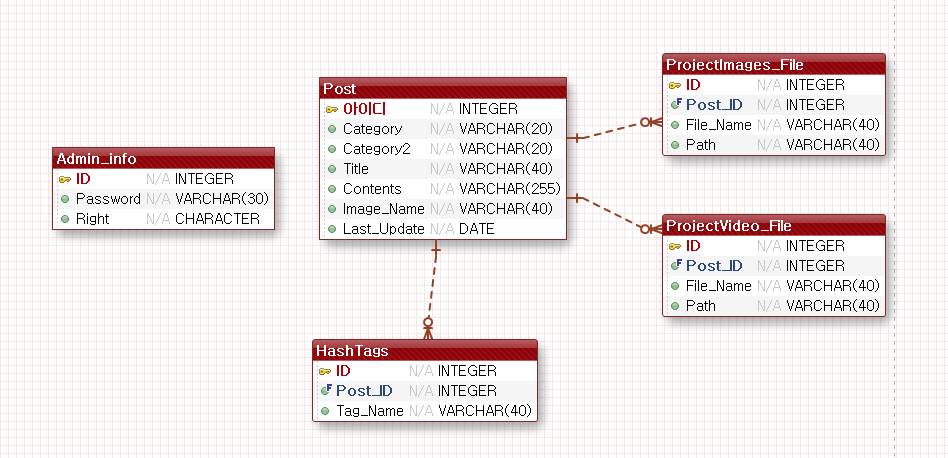 Admin_info
ID N/A INTEGER
Password N/A VARCHAR(30)
Right N/A CHARACTER
Post
아이디 N/A INTEGER
Category N/A VARCHAR(20)
Category2 N/A VARCHAR(20)
Title N/A VARCHAR(40)
Contents N/A VARCHAR(255)
Image_Name N/A VARCHAR(40)
Last_Update N/A DATE
ProjectImages_File
ID N/A INTEGER
F Post_ID N/A INTEGER
File_Name N/A VARCHAR(40)
Path N/A VARCHAR(40)
ProjectVideo_File
ID N/A INTEGER
F Post_ID N/A INTEGER
File_Name N/A VARCHAR(40)
Path N/A VARCHAR(40)
HashTags
ID N/A INTEGER
F Post_ID N/A INTEGER
Tag_Name N/A VARCHAR(40)